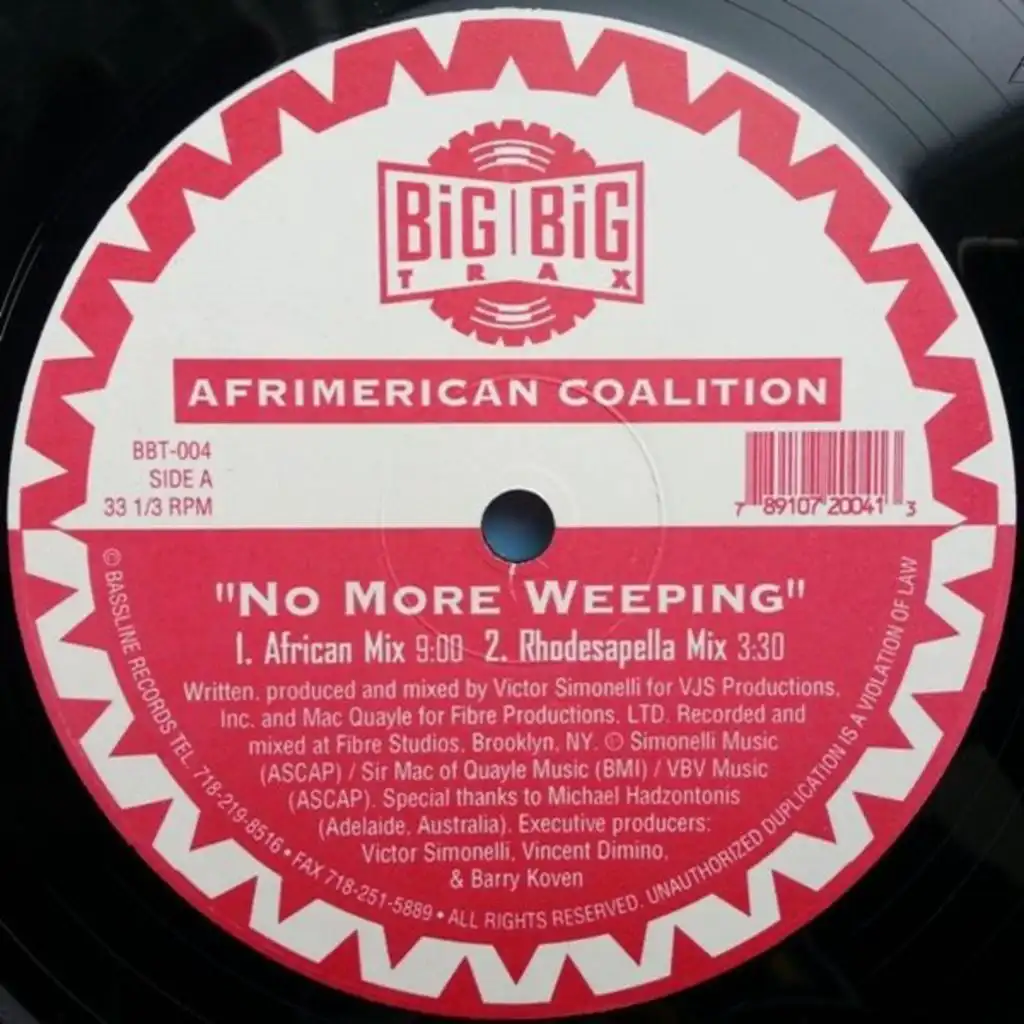 BiG BiG
TRAX
AFRIMERICAN COALITION
BBT-004
SIDE A
33 1/3 RPM
7 89107 20041 3
"NO MORE WEEPING"
1. African Mix 9:00 2. Rhodesapella Mix 3:30
Written, produced and mixed by Victor Simonelli for VJS Productions,
Inc. and Mac Quayle for Fibre Productions, LTD. Recorded and
mixed at Fibre Studios, Brooklyn, NY. ℗ Simonelli Music
(ASCAP) / Sir Mac of Quayle Music (BMI) / VBV Music
(ASCAP). Special thanks to Michael Hadzontonis
(Adelaide, Australia). Executive producers:
Victor Simonelli, Vincent Dimino,
& Barry Koven
© BASSLINE RECORDS TEL. 718-219-8516 • FAX 718-251-5889 • ALL RIGHTS RESERVED. UNAUTHORIZED DUPLICATION IS A VIOLATION OF LAW